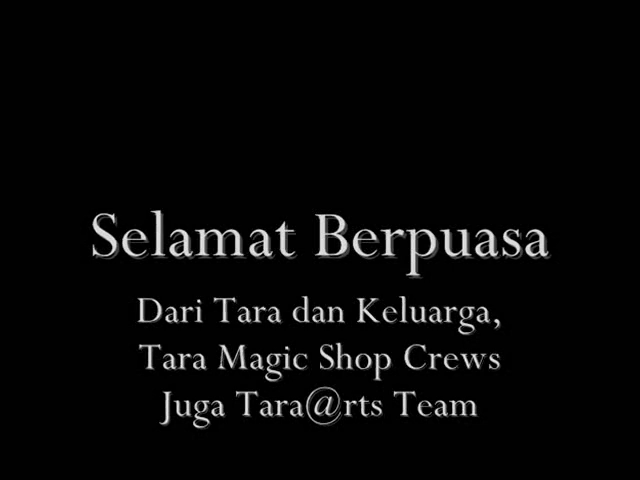 Selamat Berpuasa
Dari Tara dan Keluarga,
Tara Magic Shop Crews
Juga Tara@rts Team